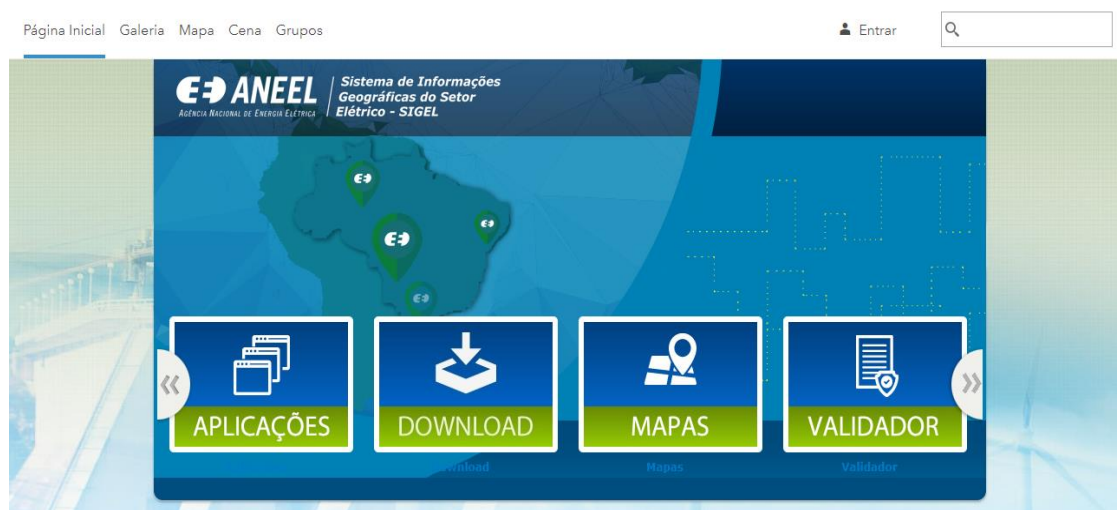 Página Inicial Galeria Mapa Cena Grupos Entrar
ANEEL
AGÊNCIA NACIONAL DE ENERGIA ELÉTRICA
Sistema de Informações
Geográficas do Setor
Elétrico - SIGEL
APLICAÇÕES DOWNLOAD MAPAS VALIDADOR
Mapas Validador